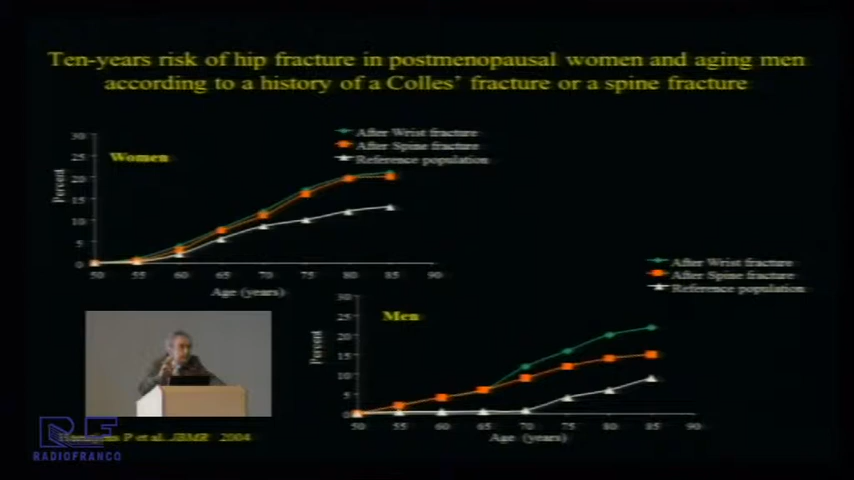 Ten-years risk of hip fracture in postmenopausal women and aging men
according to a history of a Colles' fracture or a spine fracture
Women
Percent
30
25
20
15
10
5
0
50 55 60 65 70 75 80 85 90
Age (years)
After Wrist fracture
After Spine fracture
Reference population
Men
Percent
30
25
20
15
10
5
0
50 55 60 65 70 75 80 85 90
Age (years)
After Wrist fracture
After Spine fracture
Reference population
P et al. JBMR 2004
RF
RADIOFRANCO